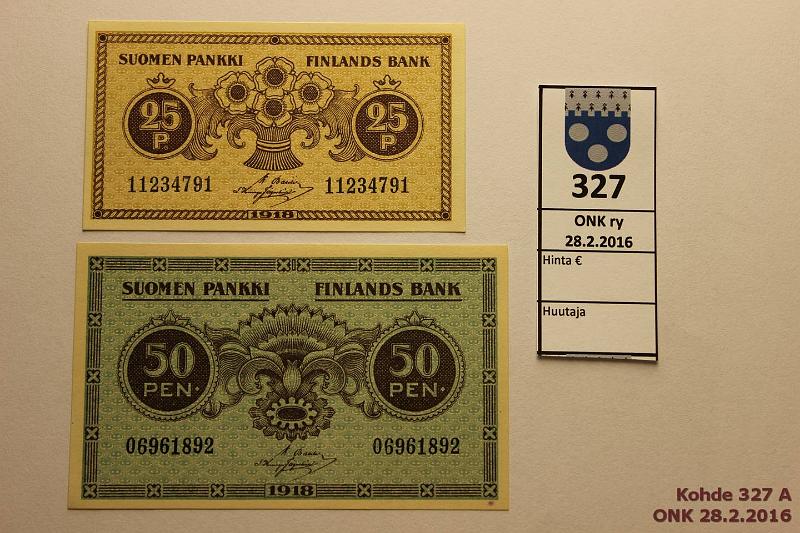 SUOMEN PANKKI FINLANDS BANK
25 P. 25 P.
11234791 11234791
1918
SUOMEN PANKKI FINLANDS BANK
50 PEN. 50 PEN.
06961892 06961892
1918
327
ONK ry
28.2.2016
Hinta €
Huutaja
Kohde 327 A
ONK 28.2.2016